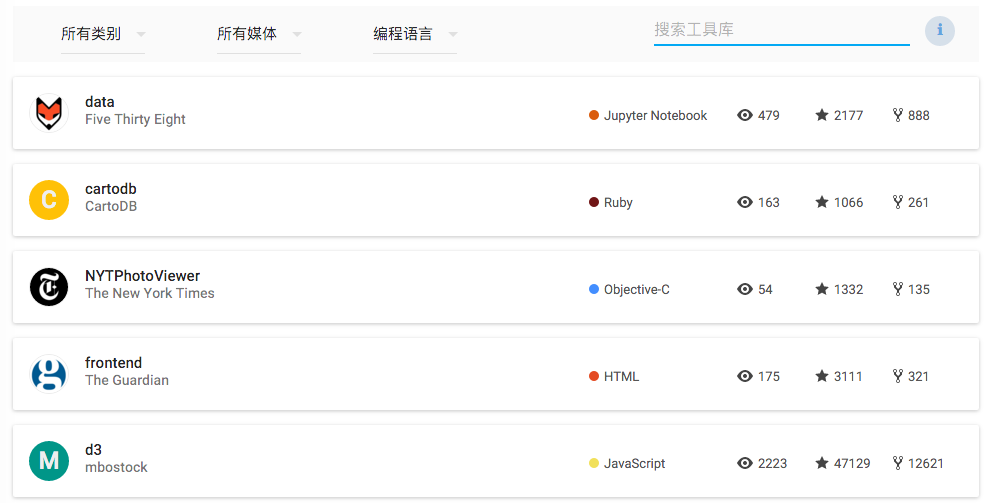 所有类别 所有媒体 编程语言 搜索工具库 i
data
Five Thirty Eight
Jupyter Notebook 479 2177 888
C
cartodb
CartoDB
Ruby 163 1066 261
T
NYTPhotoViewer
The New York Times
Objective-C 54 1332 135
g
frontend
The Guardian
HTML 175 3111 321
M
d3
mbostock
JavaScript 2223 47129 12621